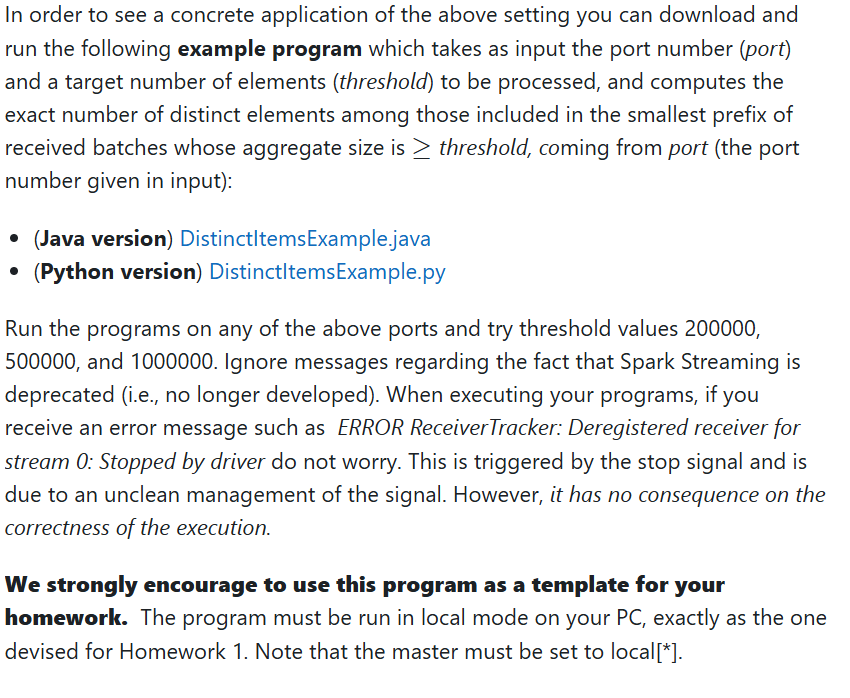 In order to see a concrete application of the above setting you can download and
run the following example program which takes as input the port number (port)
and a target number of elements (threshold) to be processed, and computes the
exact number of distinct elements among those included in the smallest prefix of
received batches whose aggregate size is ≥ threshold, coming from port (the port
number given in input):
• (Java version) DistinctItemsExample.java
• (Python version) DistinctItemsExample.py
Run the programs on any of the above ports and try threshold values 200000,
500000, and 1000000. Ignore messages regarding the fact that Spark Streaming is
deprecated (i.e., no longer developed). When executing your programs, if you
receive an error message such as ERROR ReceiverTracker: Deregistered receiver for
stream 0: Stopped by driver do not worry. This is triggered by the stop signal and is
due to an unclean management of the signal. However, it has no consequence on the
correctness of the execution.
We strongly encourage to use this program as a template for your
homework. The program must be run in local mode on your PC, exactly as the one
devised for Homework 1. Note that the master must be set to local[*].